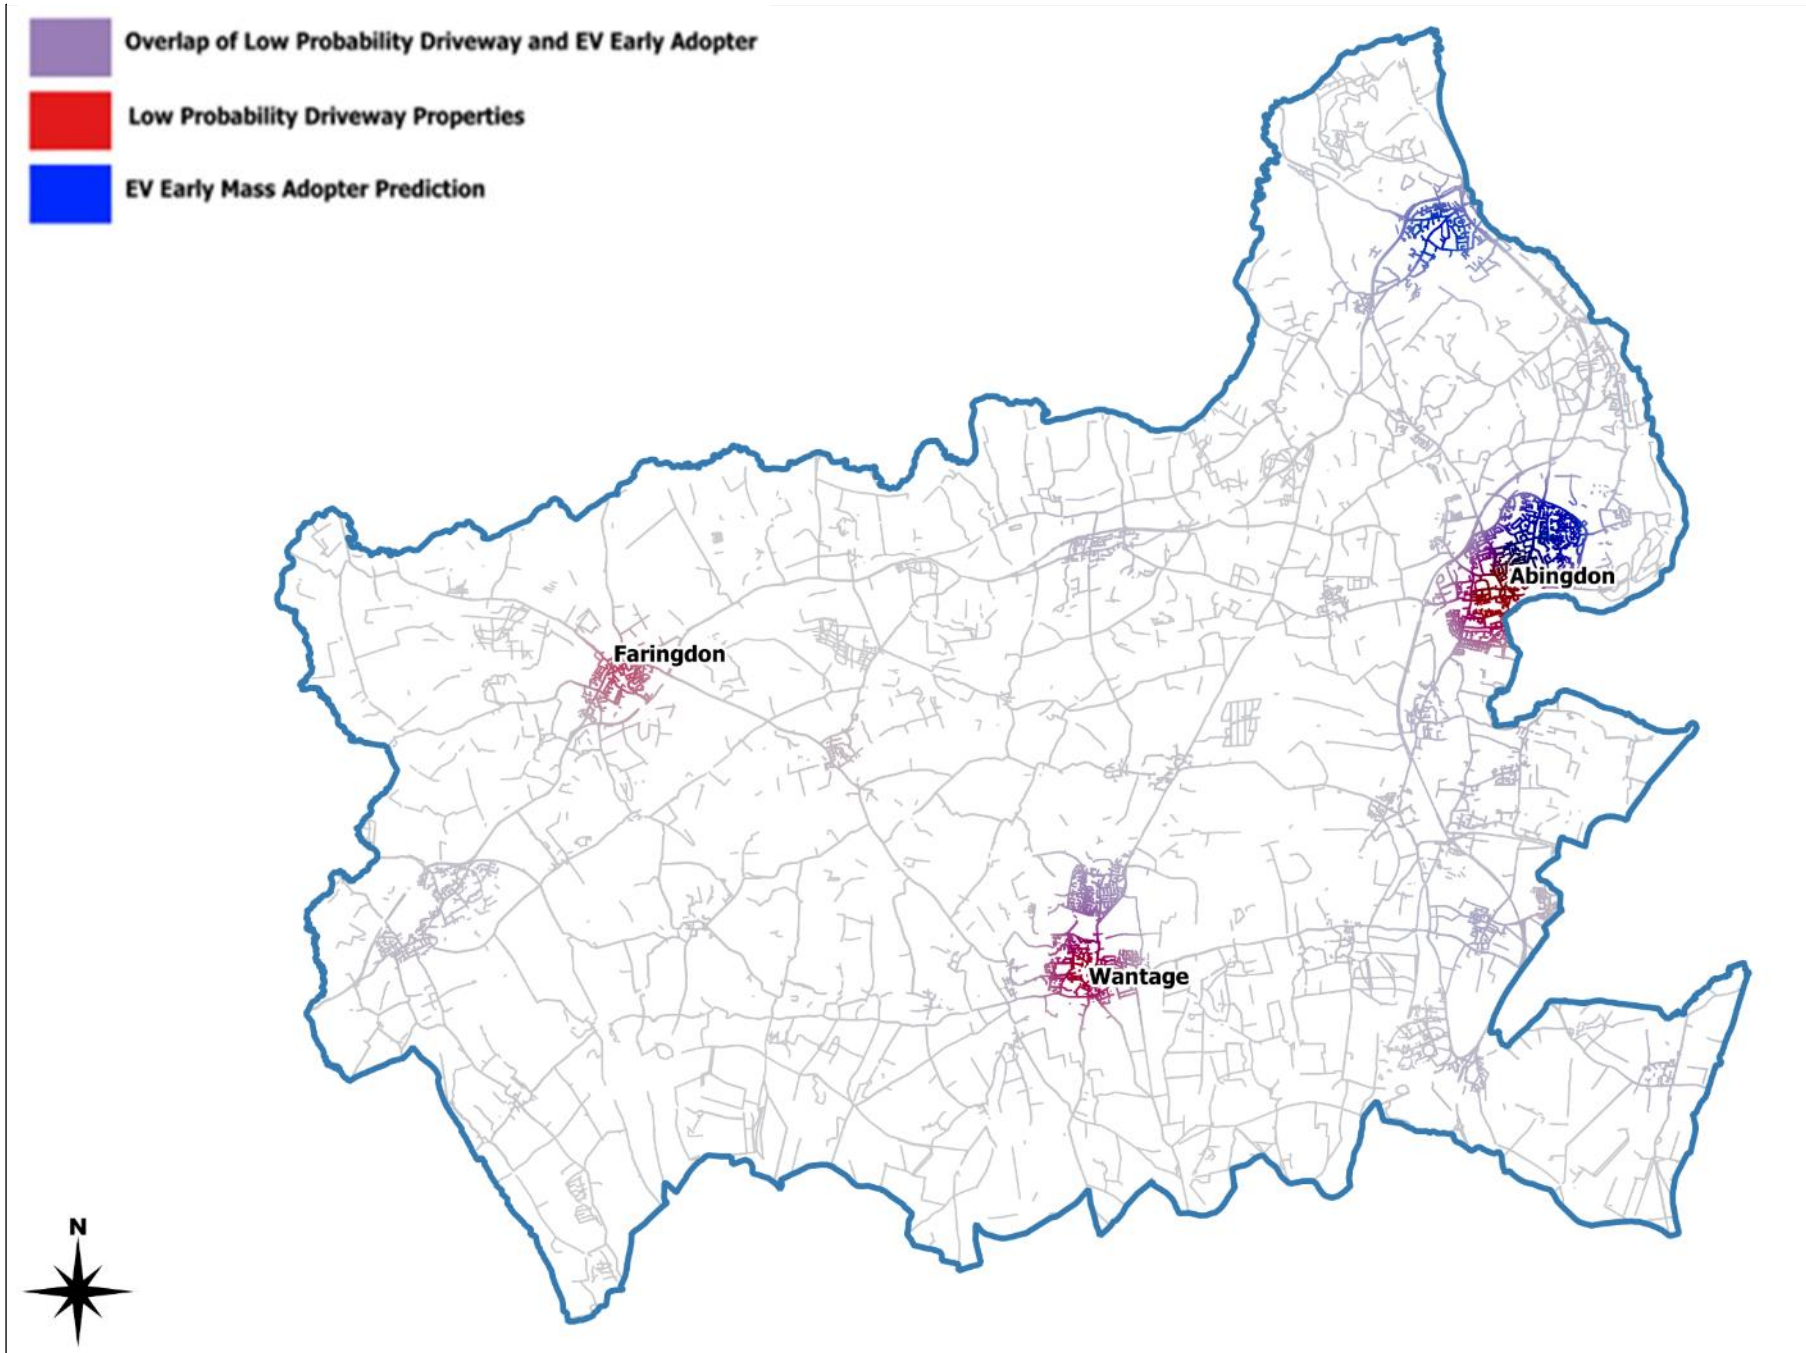 Overlap of Low Probability Driveway and EV Early Adopter
Low Probability Driveway Properties
EV Early Mass Adopter Prediction
Abingdon
Faringdon
Wantage
N